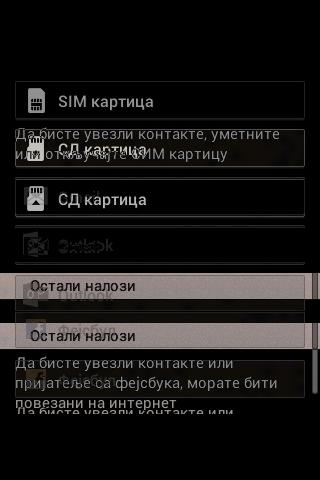 SIM картица
Да бисте увезли контакте, уметните
или откључајте SIM картицу
СД картица
СД картица
Outlook
Остали налози
Outlook
Фејсбук
Остали налози
Да бисте увезли контакте или
пријатеље са фејсбука, морате бити
повезани на интернет
Да бисте увезли контакте или